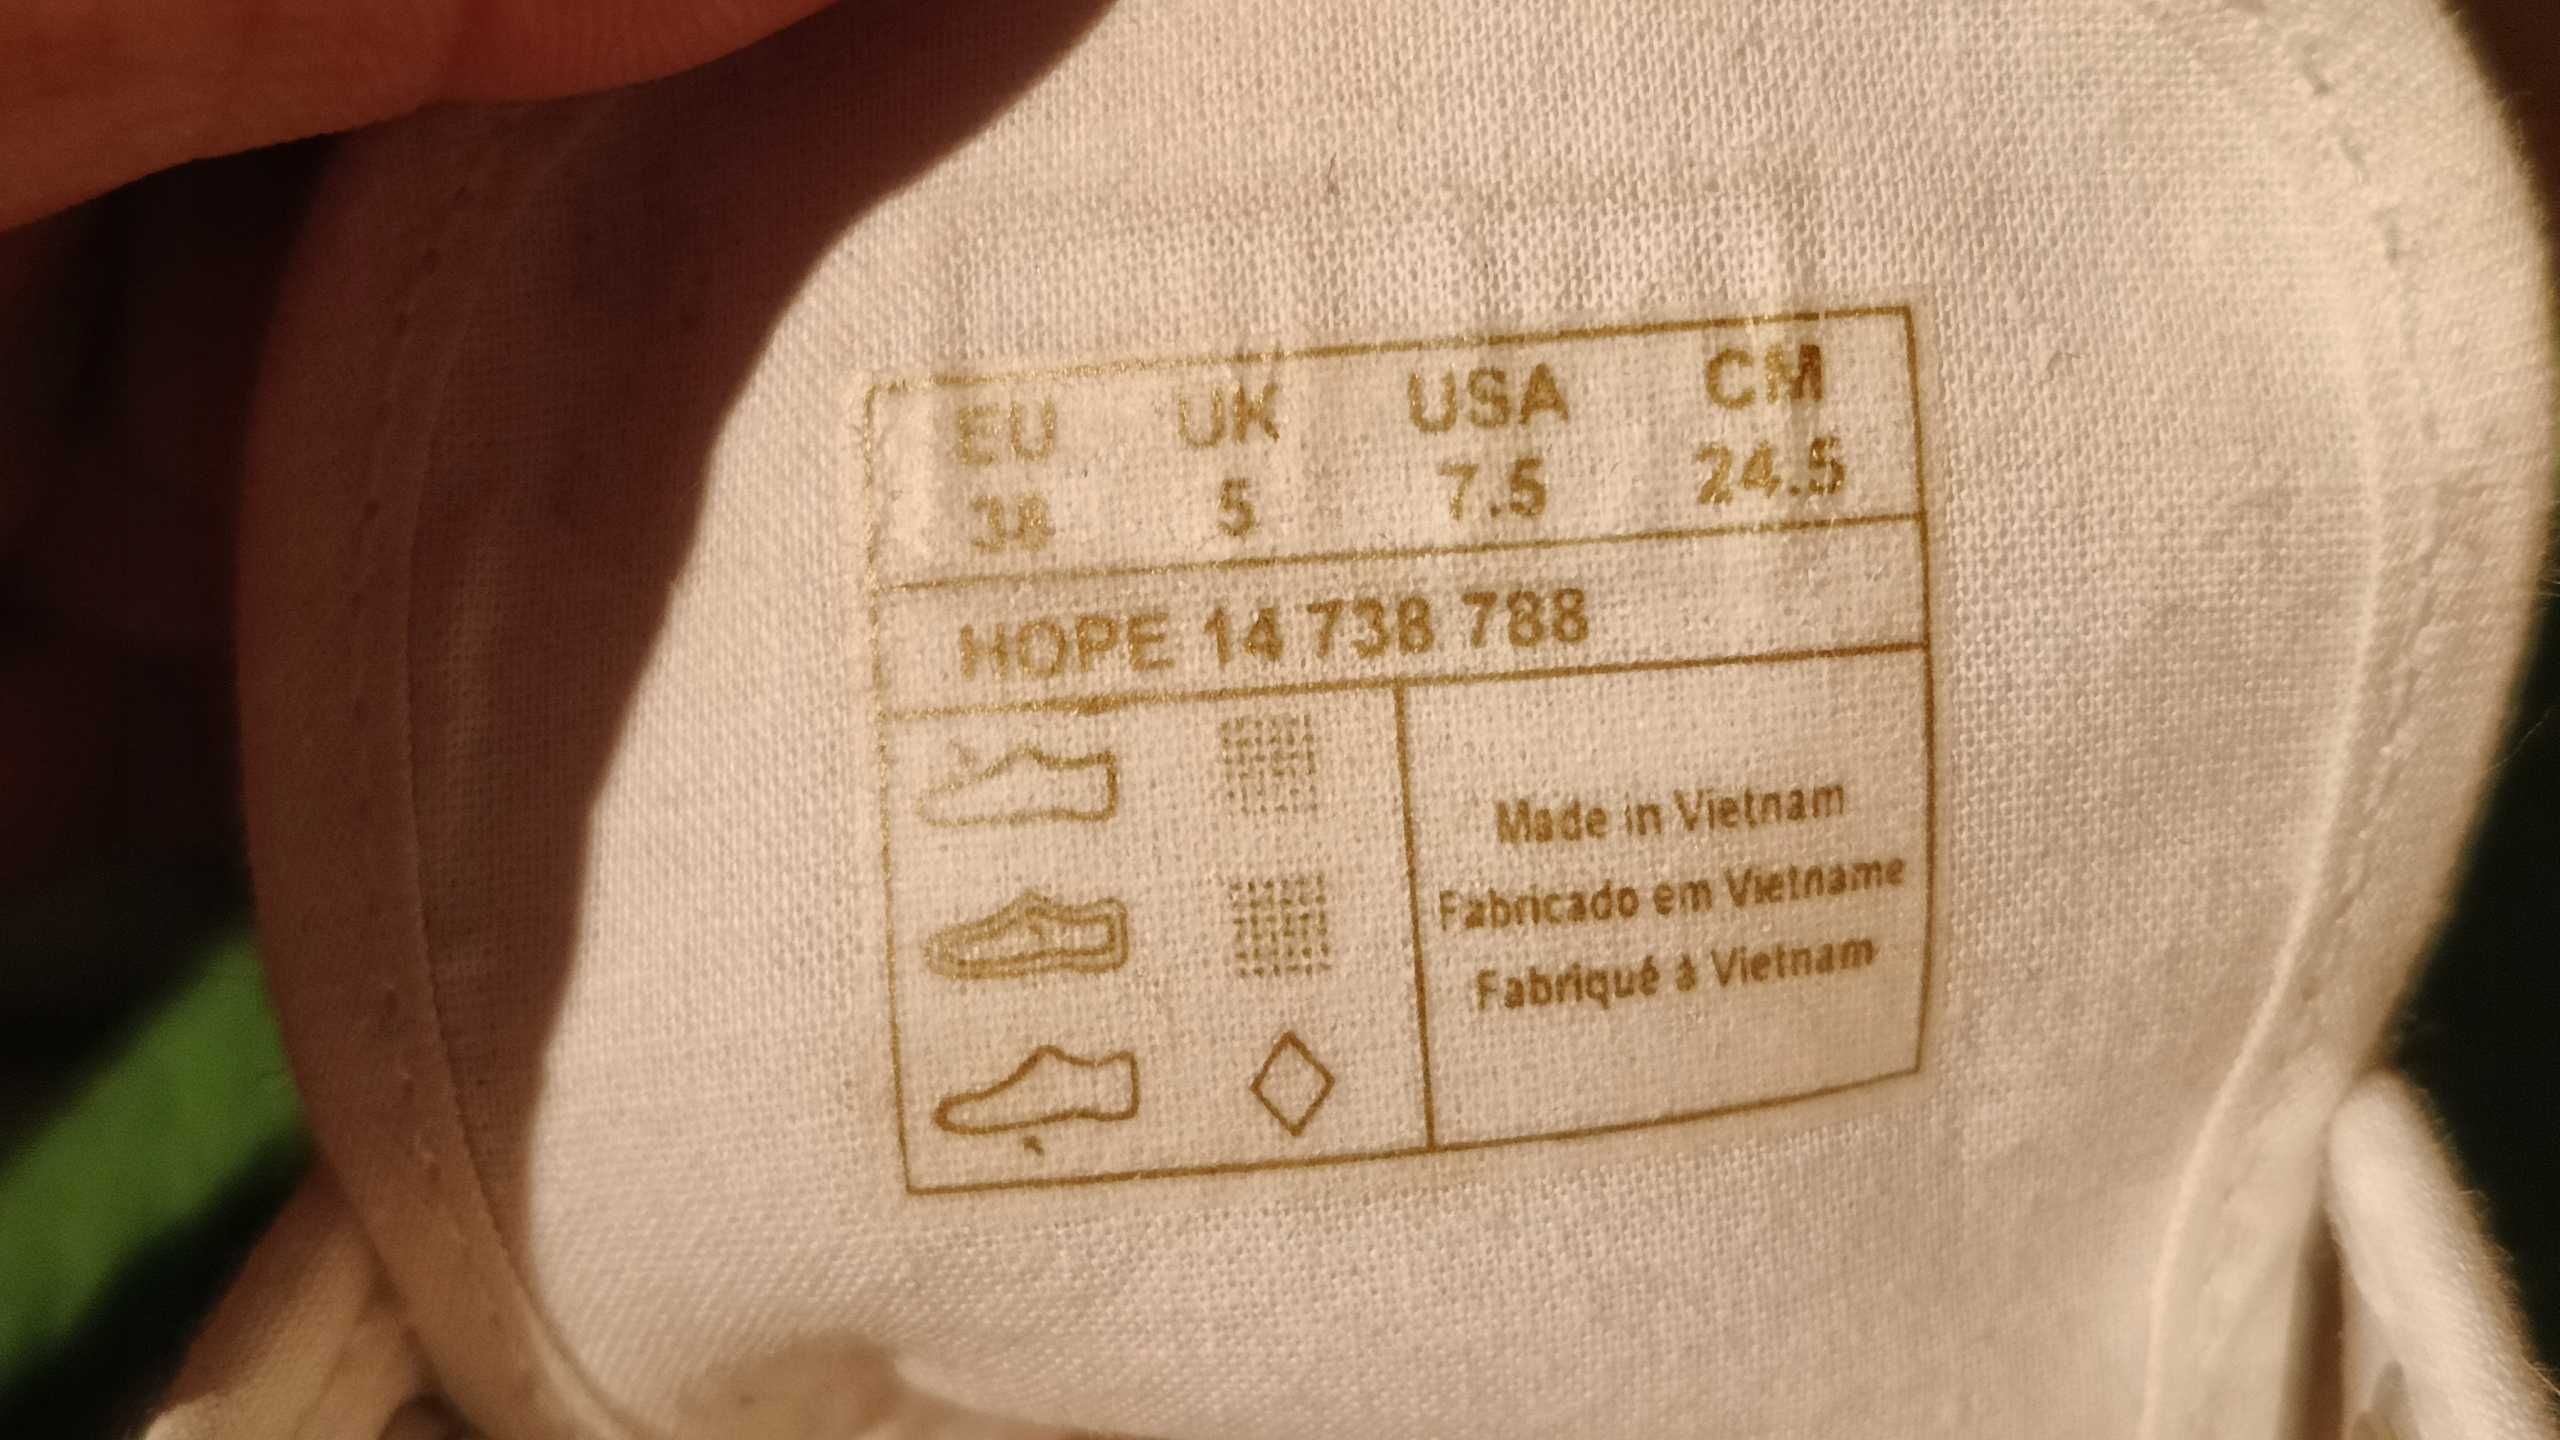 EU UK USA CM
38 5 7.5 24.5
HOPE 14 738 788
Made in Vietnam
Fabricado em Vietname
Fabriqué à Vietnam